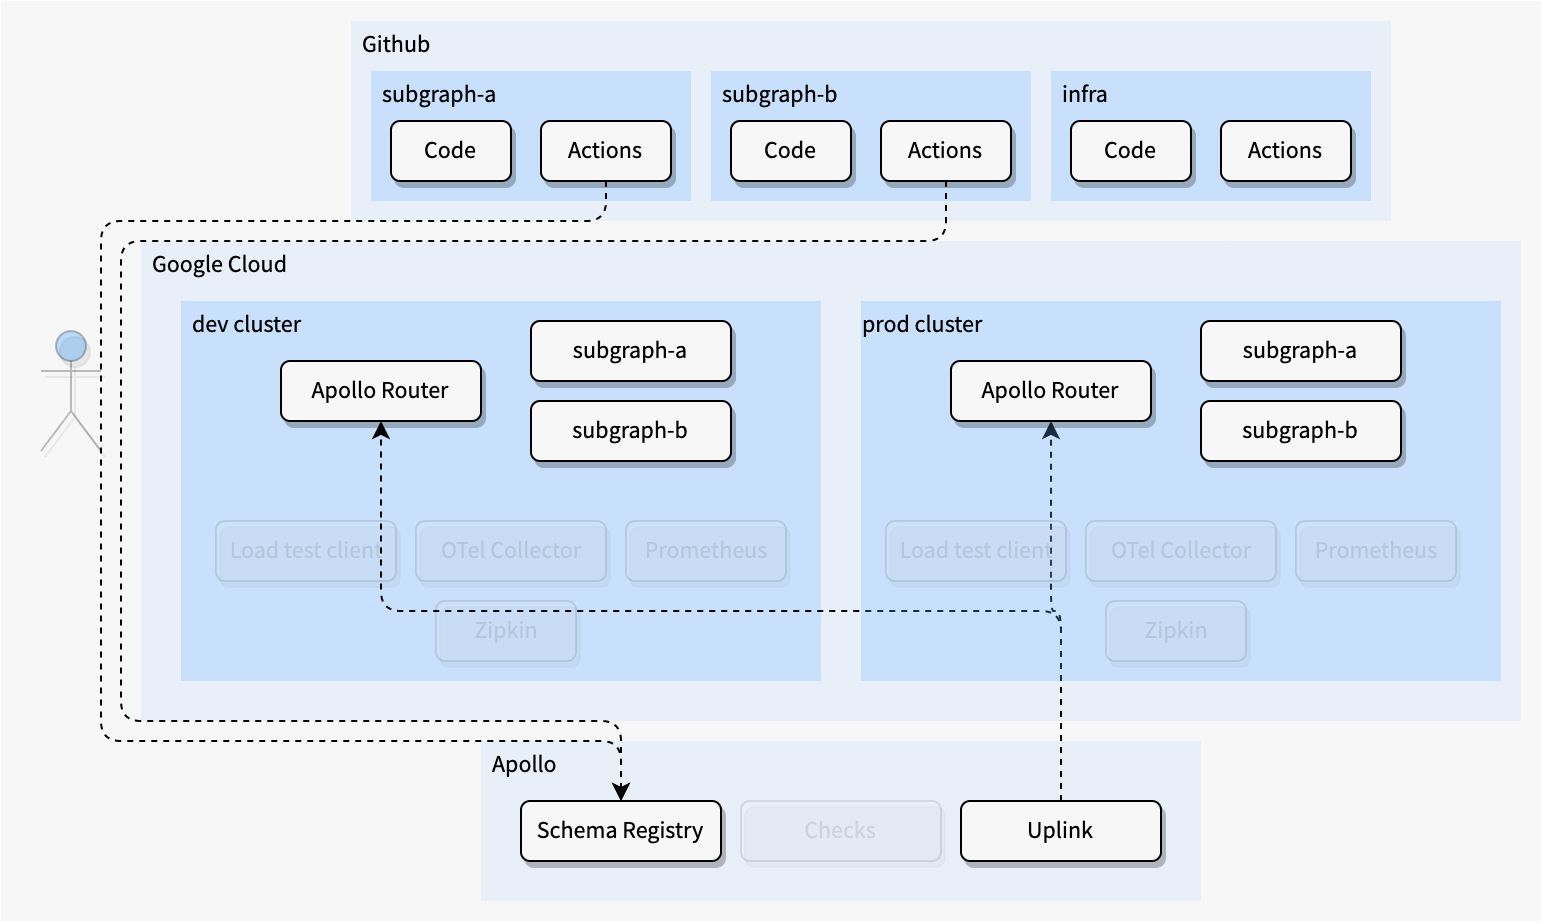 Github
subgraph-a
Code
Actions
subgraph-b
Code
Actions
infra
Code
Actions
Google Cloud
dev cluster
Apollo Router
subgraph-a
subgraph-b
Load test client
OTel Collector
Prometheus
Zipkin
prod cluster
Apollo Router
subgraph-a
subgraph-b
Load test client
OTel Collector
Prometheus
Zipkin
Apollo
Schema Registry
Checks
Uplink